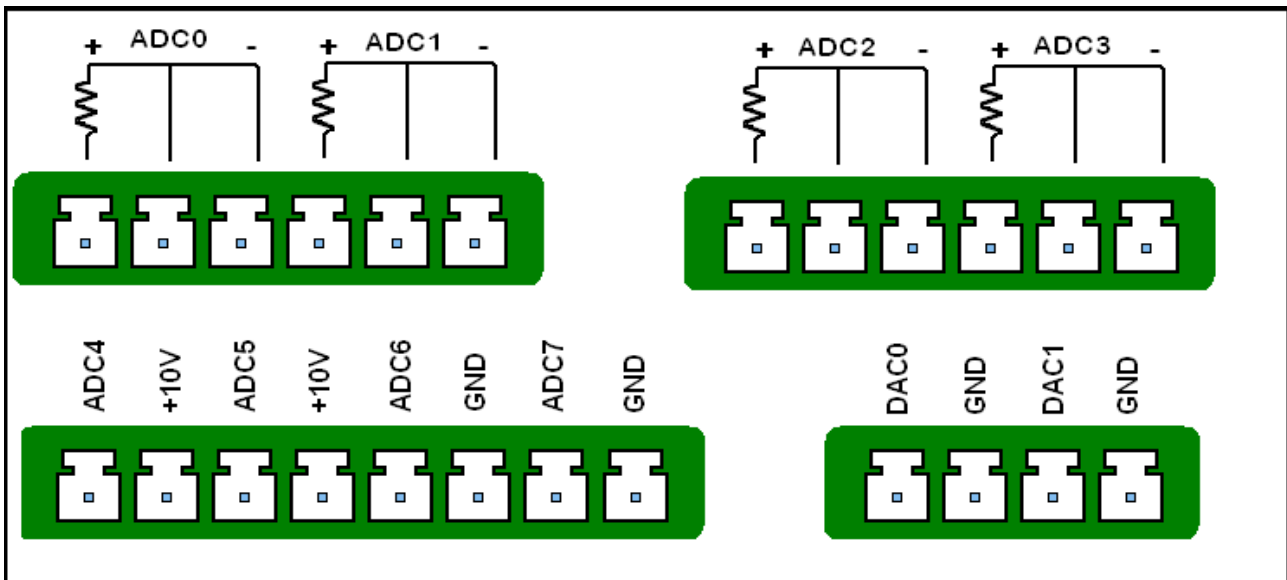 + ADC0 - + ADC1 - + ADC2 - + ADC3 -
ADC4 +10V ADC5 +10V ADC6 GND ADC7 GND DAC0 GND DAC1 GND